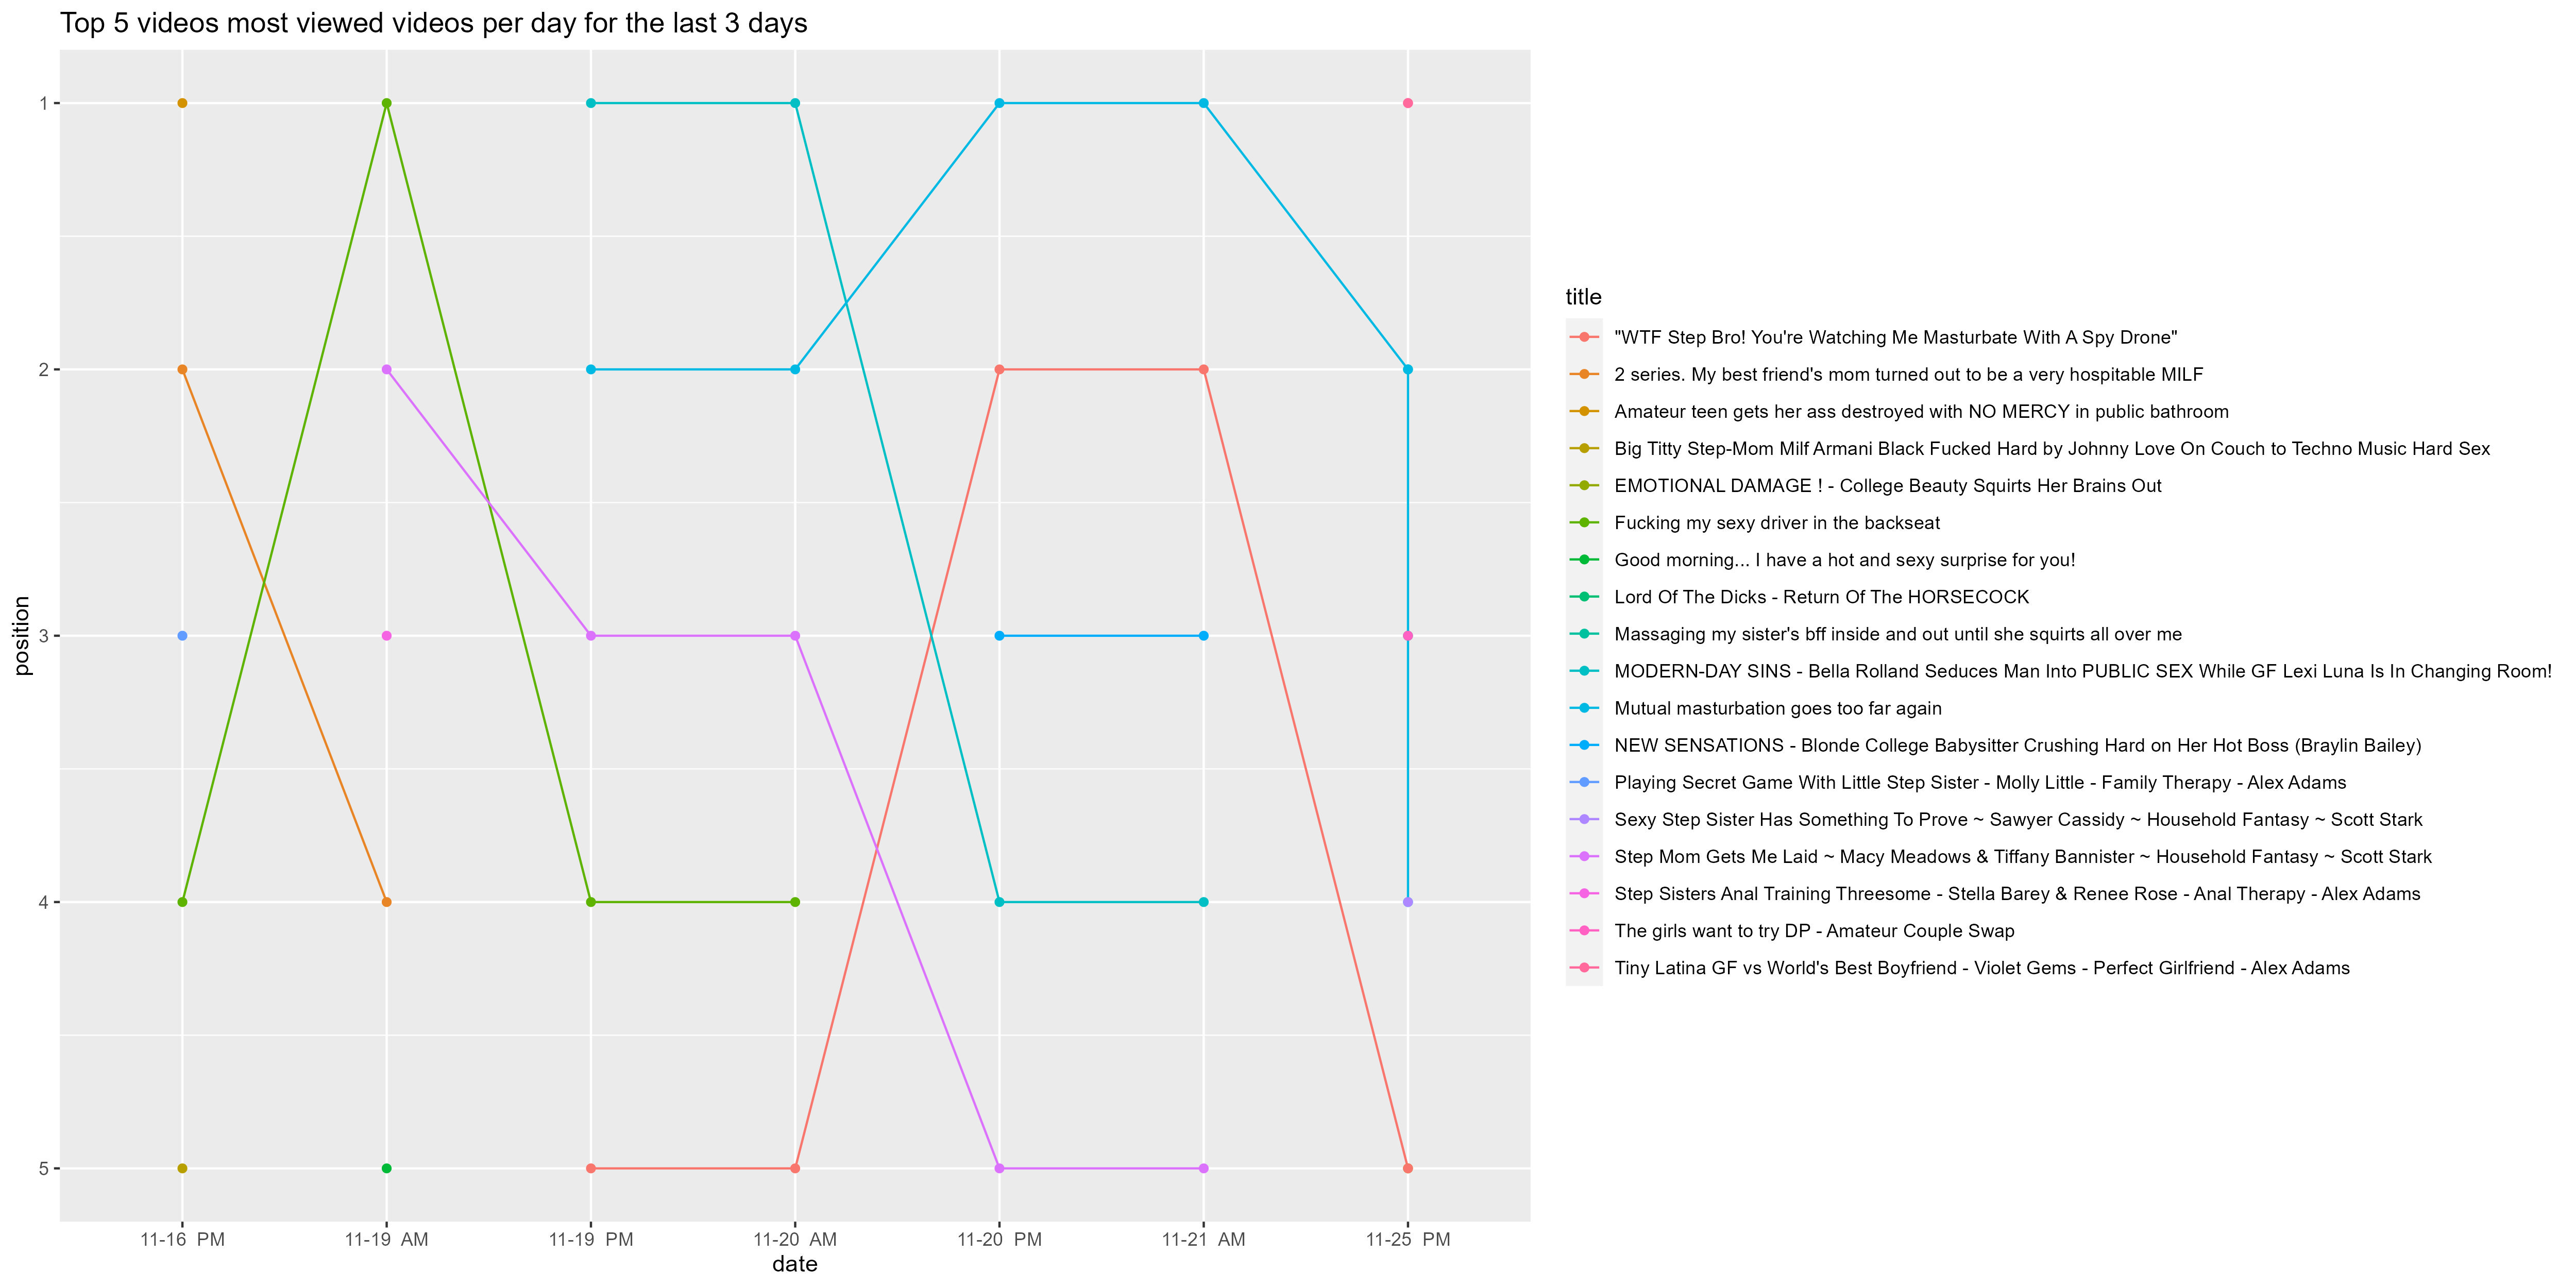 Top 5 videos most viewed videos per day for the last 3 days
position
1
2
3
4
5
11-16 PM
11-19 AM
11-19 PM
11-20 AM
11-20 PM
11-21 AM
11-25 PM
date
title
"WTF Step Bro! You're Watching Me Masturbate With A Spy Drone"
2 series. My best friend's mom turned out to be a very hospitable MILF
Amateur teen gets her ass destroyed with NO MERCY in public bathroom
Big Titty Step-Mom Milf Armani Black Fucked Hard by Johnny Love On Couch to Techno Music Hard Sex
EMOTIONAL DAMAGE ! - College Beauty Squirts Her Brains Out
Fucking my sexy driver in the backseat
Good morning... I have a hot and sexy surprise for you!
Lord Of The Dicks - Return Of The HORSECOCK
Massaging my sister's bff inside and out until she squirts all over me
MODERN-DAY SINS - Bella Rolland Seduces Man Into PUBLIC SEX While GF Lexi Luna Is In Changing Room!
Mutual masturbation goes too far again
NEW SENSATIONS - Blonde College Babysitter Crushing Hard on Her Hot Boss (Braylin Bailey)
Playing Secret Game With Little Step Sister - Molly Little - Family Therapy - Alex Adams
Sexy Step Sister Has Something To Prove ~ Sawyer Cassidy ~ Household Fantasy ~ Scott Stark
Step Mom Gets Me Laid ~ Macy Meadows & Tiffany Bannister ~ Household Fantasy ~ Scott Stark
Step Sisters Anal Training Threesome - Stella Barey & Renee Rose - Anal Therapy - Alex Adams
The girls want to try DP - Amateur Couple Swap
Tiny Latina GF vs World's Best Boyfriend - Violet Gems - Perfect Girlfriend - Alex Adams